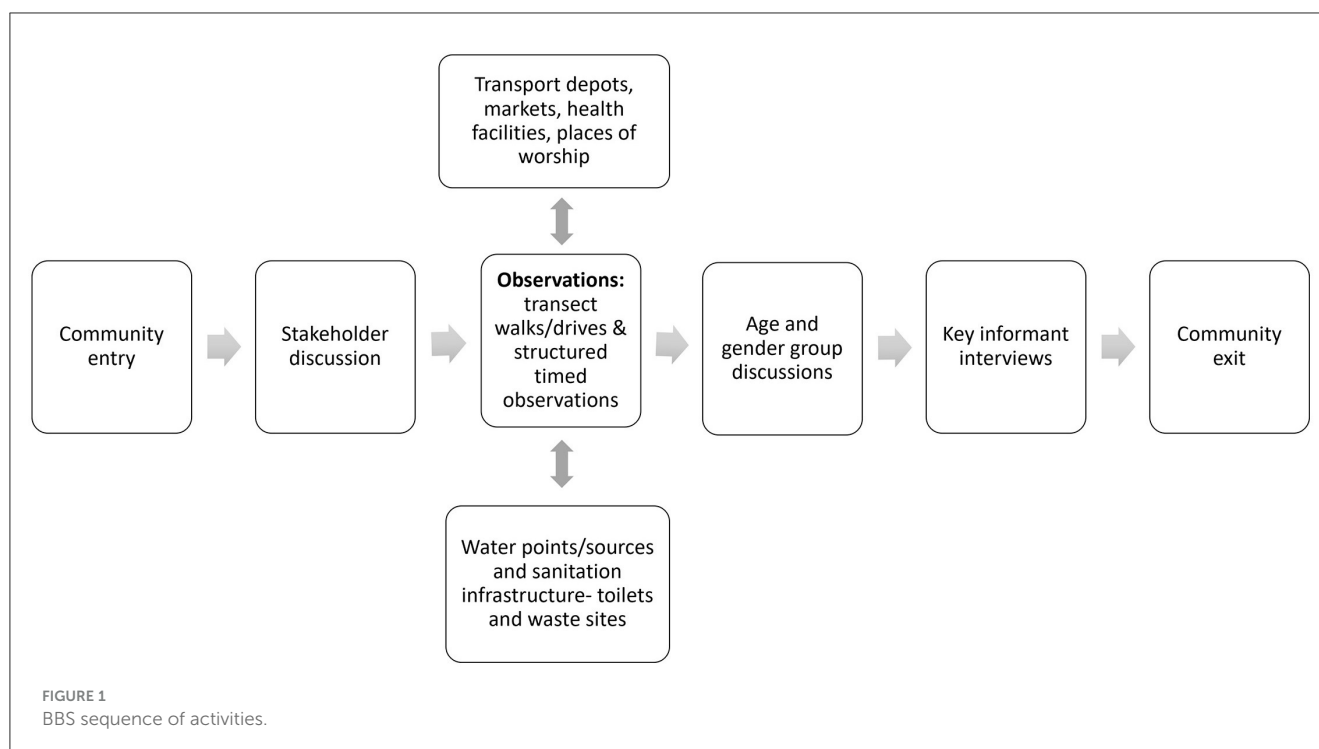 Transport depots,
markets, health
facilities, places of
worship
Community
entry
Stakeholder
discussion
Observations:
transect
walks/drives &
structured
timed
observations
Age and
gender group
discussions
Key informant
interviews
Community
exit
Water points/sources
and sanitation
infrastructure- toilets
and waste sites
FIGURE 1
BBS sequence of activities.